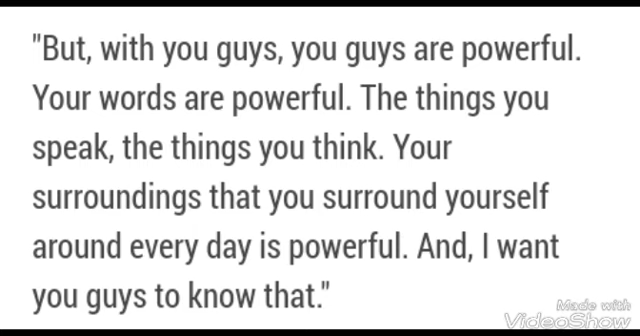 "But, with you guys, you guys are powerful.
Your words are powerful. The things you
speak, the things you think. Your
surroundings that you surround yourself
around every day is powerful. And, I want
you guys to know that."
Made with
VideoShow